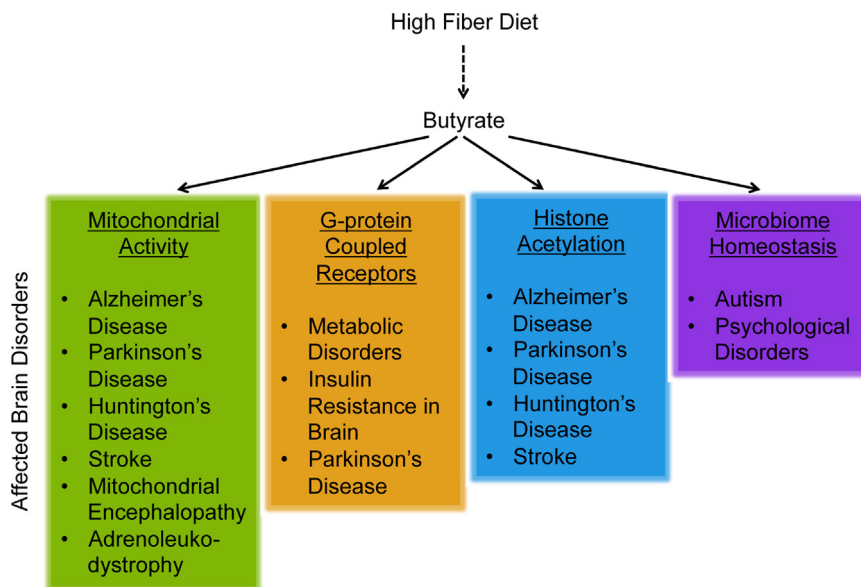 High Fiber Diet
Butyrate
Affected Brain Disorders
Mitochondrial
Activity
• Alzheimer's
Disease
• Parkinson's
Disease
• Huntington's
Disease
• Stroke
• Mitochondrial
Encephalopathy
• Adrenoleuko-
dystrophy
G-protein
Coupled
Receptors
• Metabolic
Disorders
• Insulin
Resistance in
Brain
• Parkinson's
Disease
Histone
Acetylation
• Alzheimer's
Disease
• Parkinson's
Disease
• Huntington's
Disease
• Stroke
Microbiome
Homeostasis
• Autism
• Psychological
Disorders